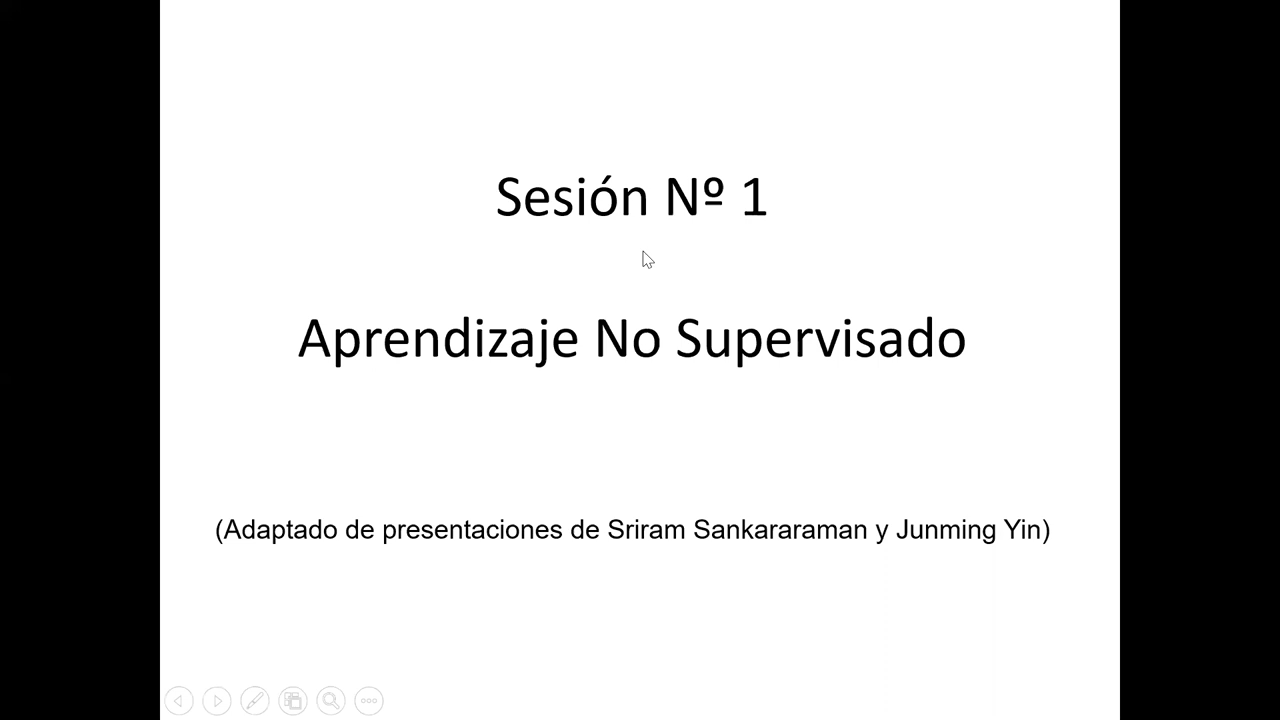 Sesión Nº 1
Aprendizaje No Supervisado
(Adaptado de presentaciones de Sriram Sankararaman y Junming Yin)